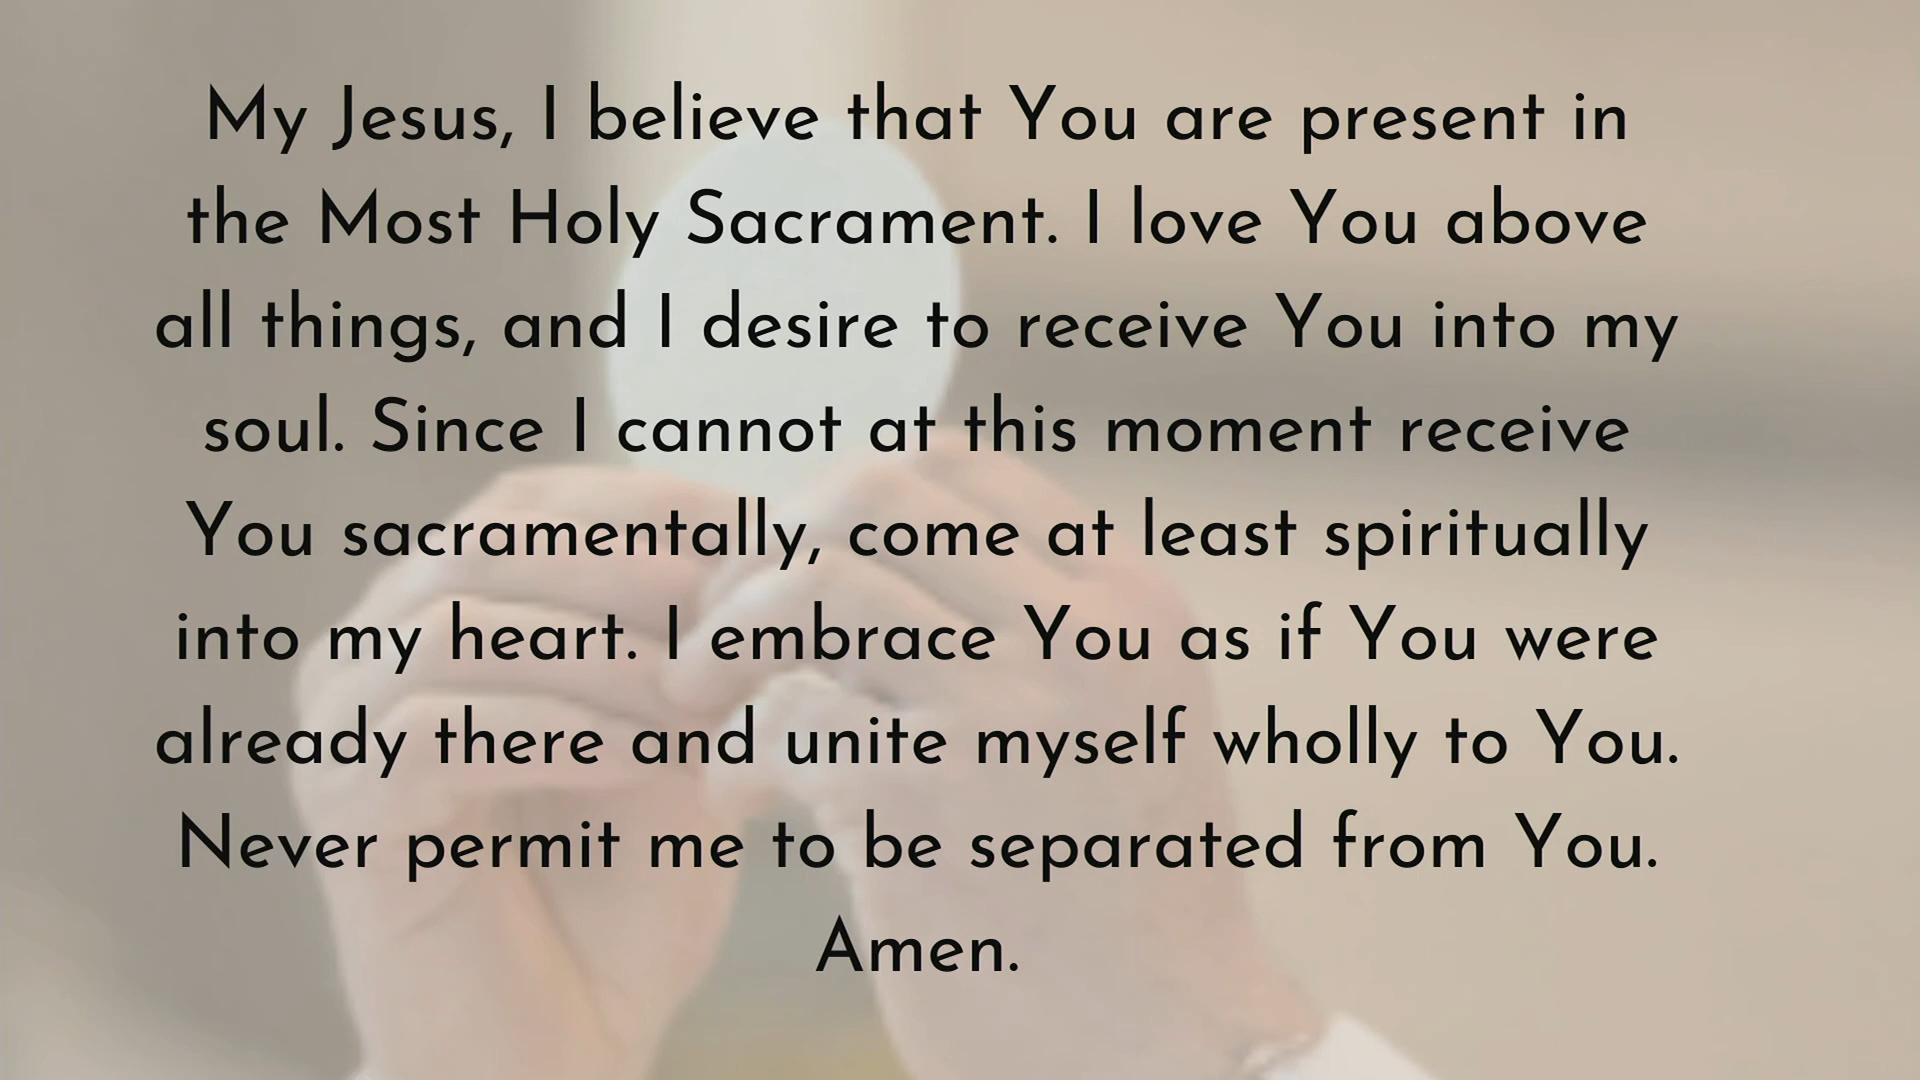 My Jesus, I believe that You are present in
the Most Holy Sacrament. I love You above
all things, and I desire to receive You into my
soul. Since I cannot at this moment receive
You sacramentally, come at least spiritually
into my heart. I embrace You as if You were
already there and unite myself wholly to You.
Never permit me to be separated from You.
Amen.